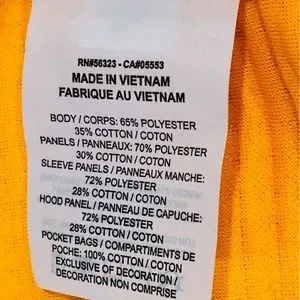 RN#56323 - CA#05553
MADE IN VIETNAM
FABRIQUE AU VIETNAM
BODY / CORPS: 65% POLYESTER
35% COTTON / COTON
PANELS / PANNEAUX: 70% POLYESTER
30% COTTON / COTON
SLEEVE PANELS / PANNEAUX MANCHE:
72% POLYESTER
28% COTTON / COTON
HOOD PANEL / PANNEAU DE CAPUCHE:
72% POLYESTER
28% COTTON / COTON
POCKET BAGS / COMPARTIMENTS DE
POCHE: 100% COTTON / COTON
EXCLUSIVE OF DECORATION /
DECORATION NON COMPRISE